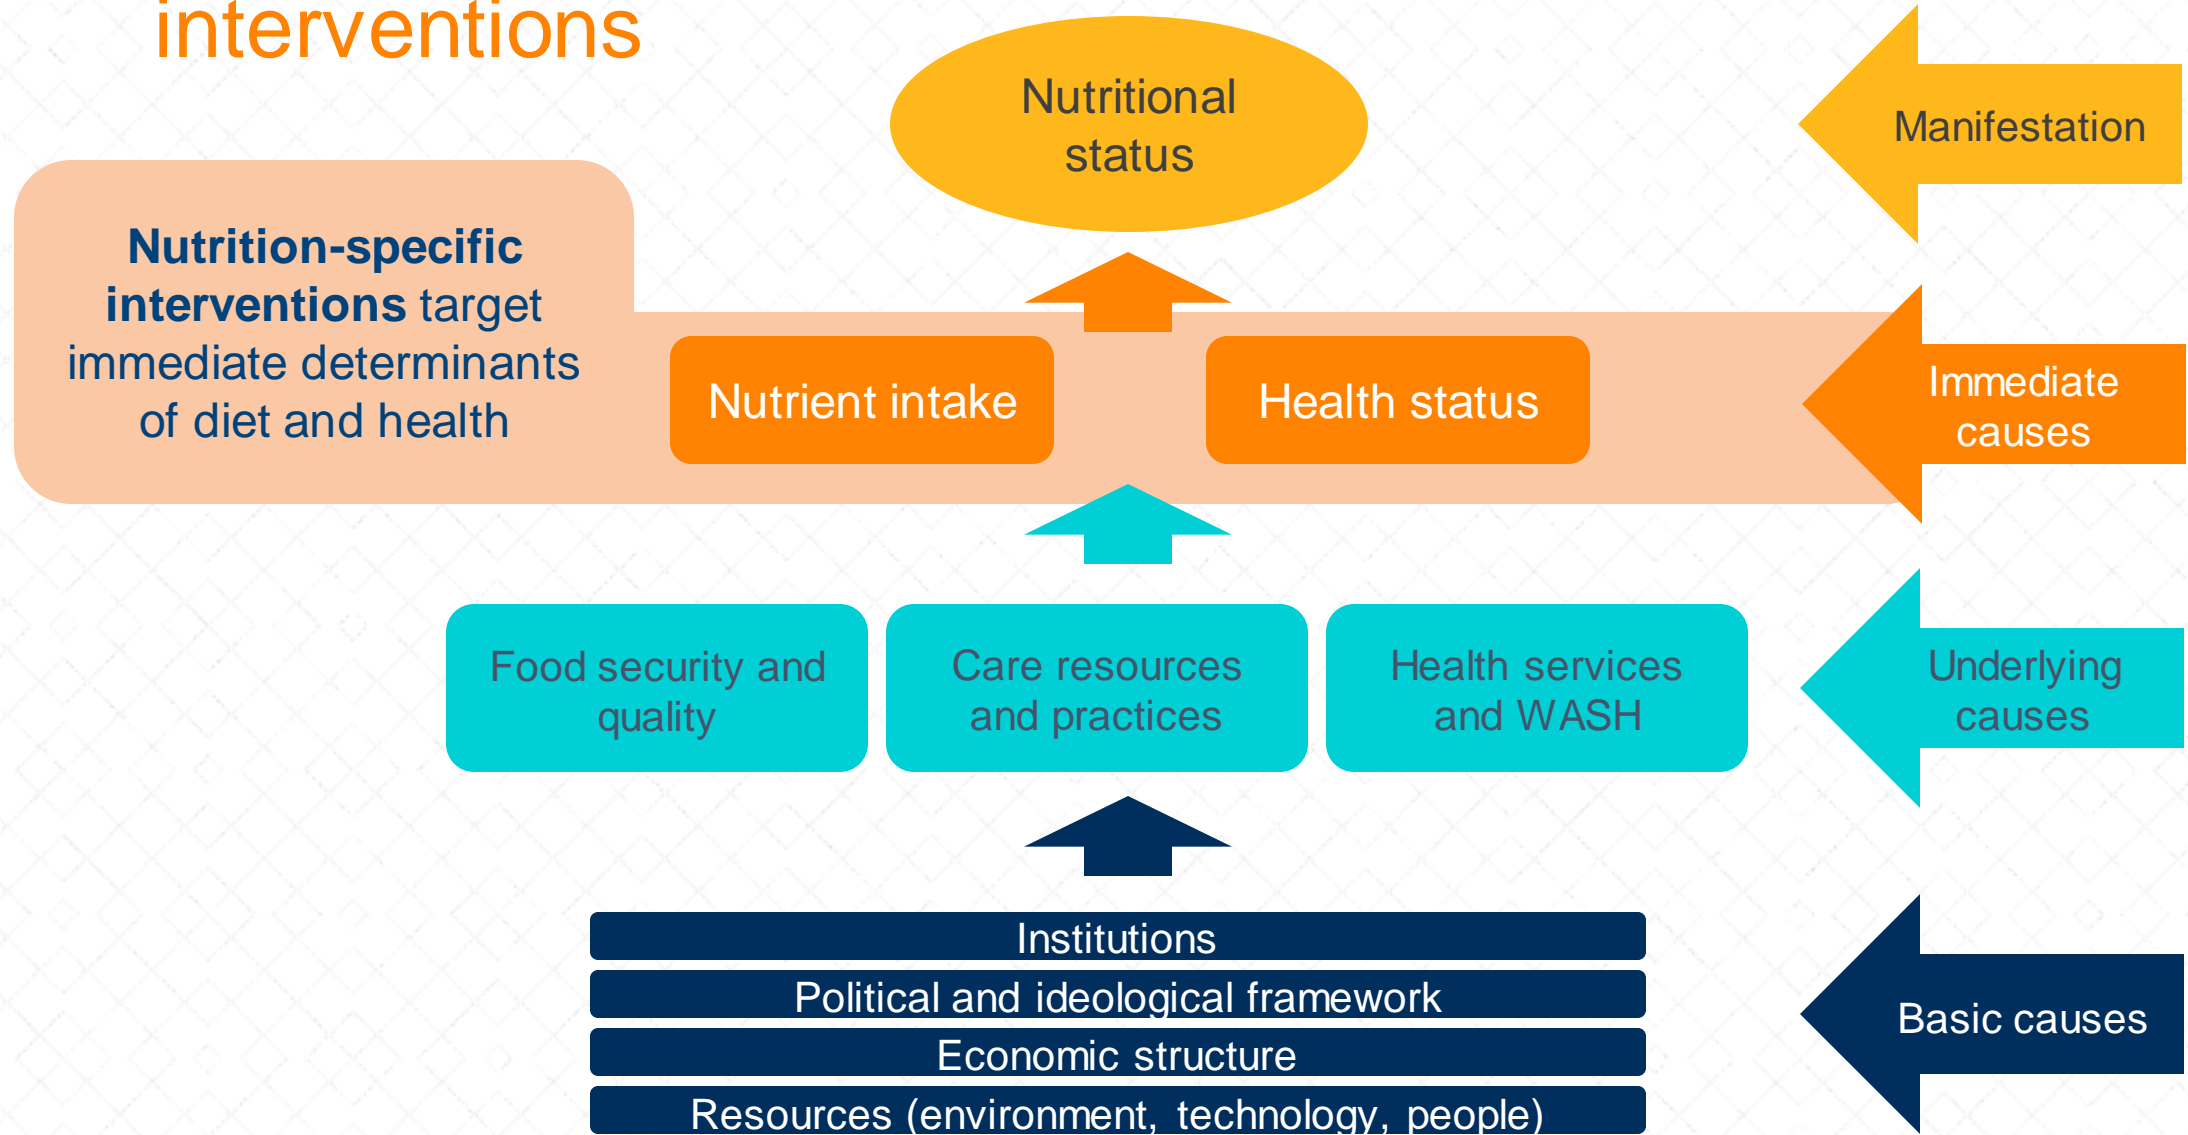 interventions
Nutritional
status
Manifestation
Nutrition-specific
interventions target
immediate determinants
of diet and health
Nutrient intake
Health status
Immediate
causes
Food security and
quality
Care resources
and practices
Health services
and WASH
Underlying
causes
Institutions
Political and ideological framework
Economic structure
Resources (environment, technology, people)
Basic causes